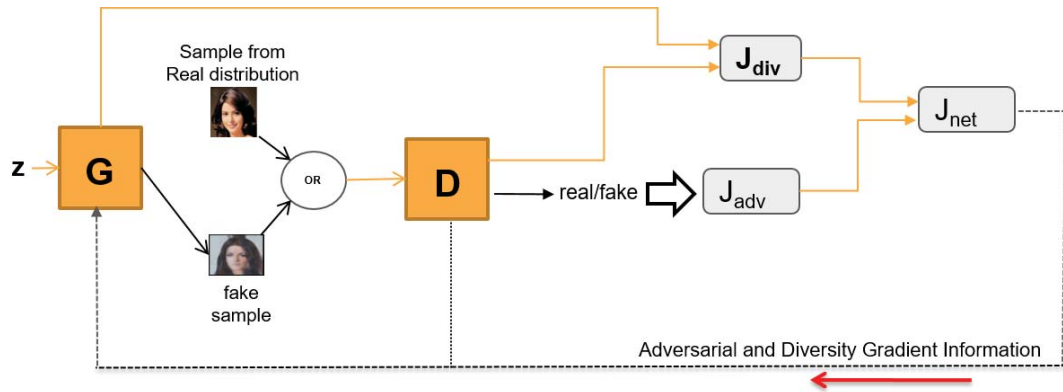 Sample from
Real distribution
J_div
J_net
z
G
OR
D
real/fake
J_adv
fake
sample
Adversarial and Diversity Gradient Information